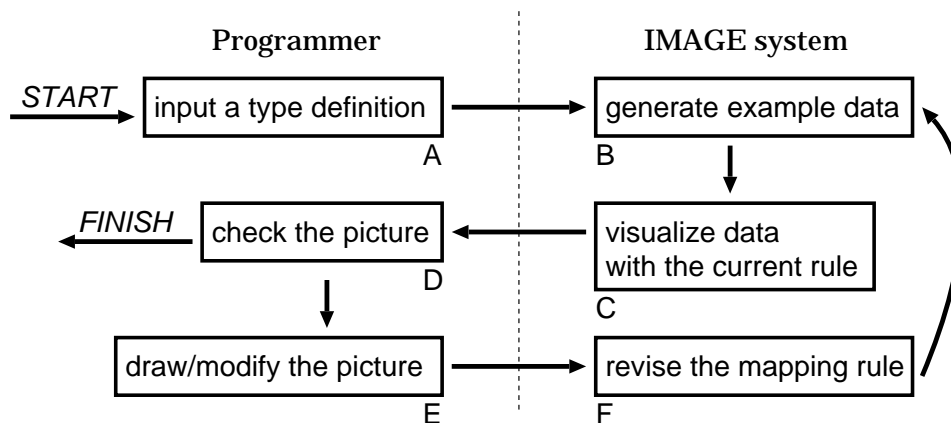 Programmer
IMAGE system
START
input a type definition
generate example data
A
B
FINISH
check the picture
visualize data
with the current rule
D
C
draw/modify the picture
revise the mapping rule
E
F